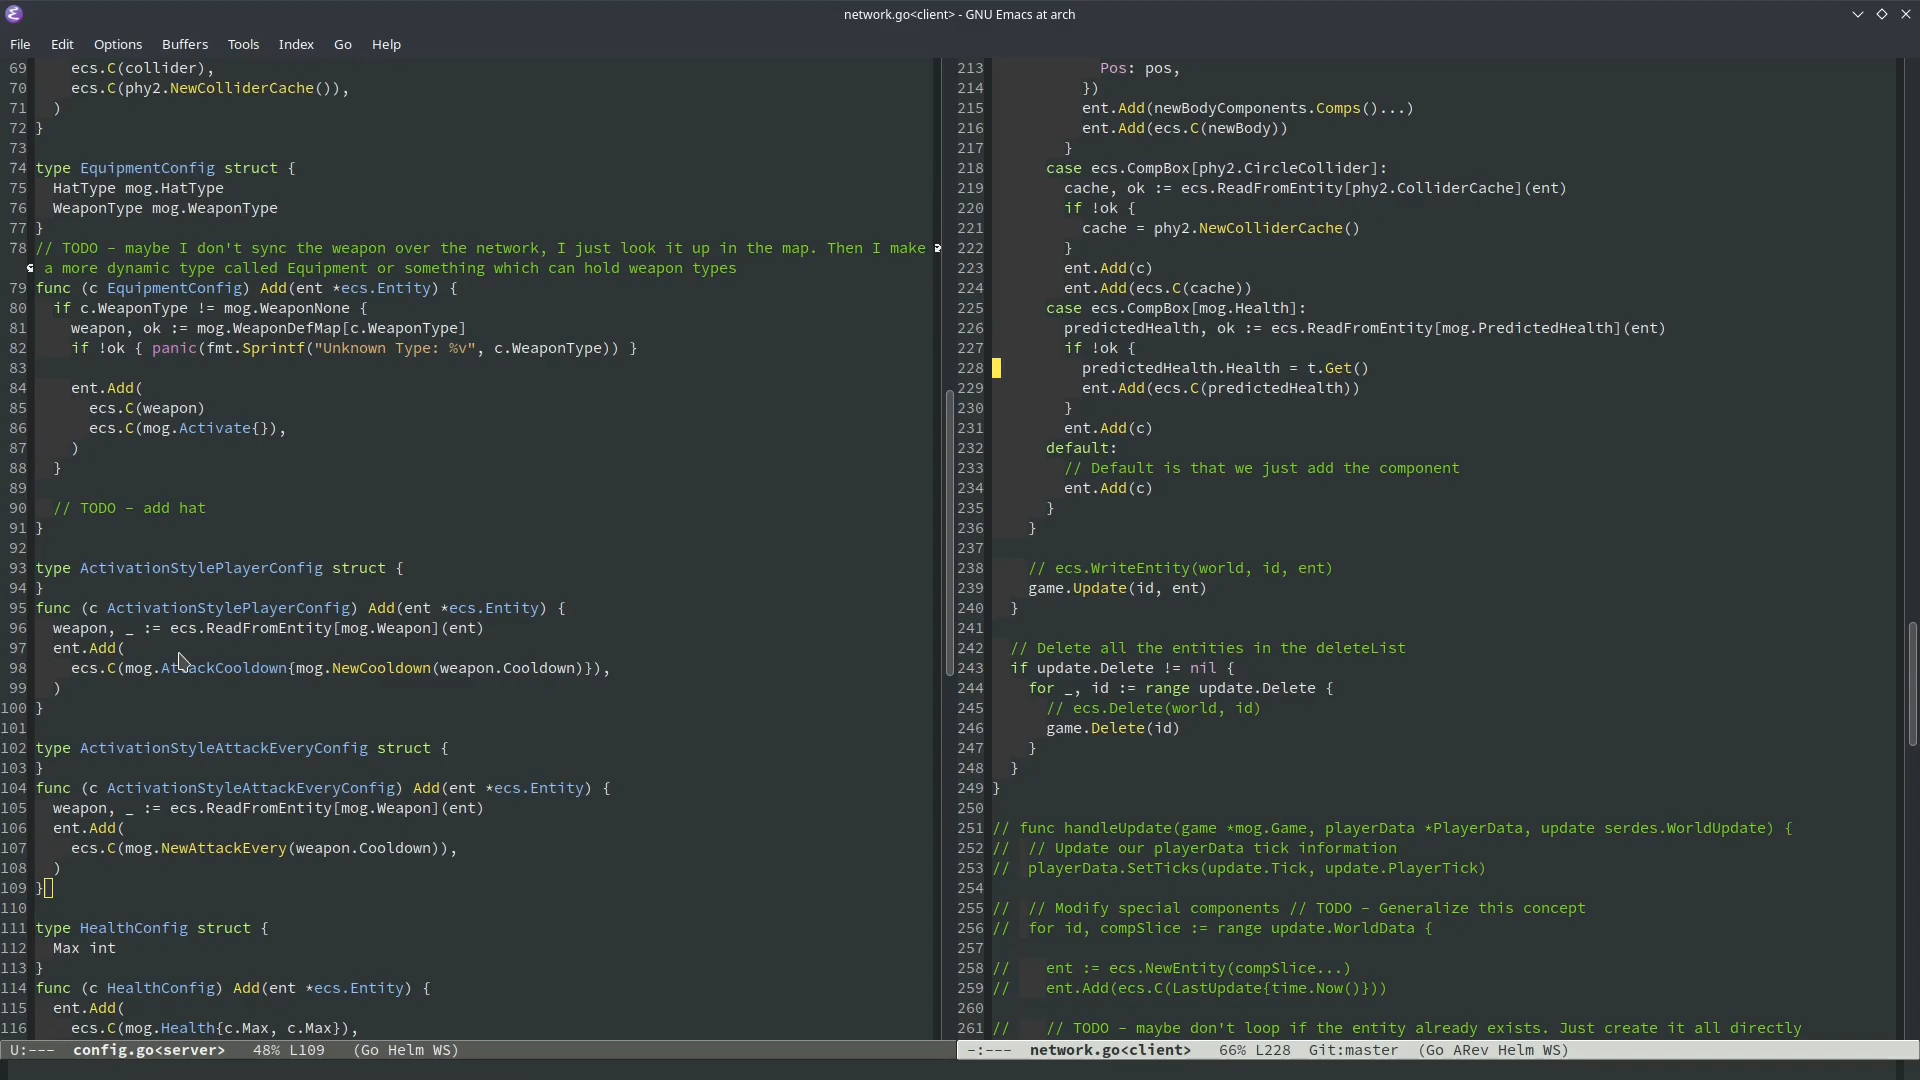 network.go<client> - GNU Emacs at arch
File Edit Options Buffers Tools Index Go Help
69     ecs.C(collider),
70     ecs.C(phy2.NewColliderCache()),
71   )
72 }
73
74 type EquipmentConfig struct {
75   HatType mog.HatType
76   WeaponType mog.WeaponType
77 }
78 // TODO - maybe I don't sync the weapon over the network, I just look it up in the map. Then I make
 a more dynamic type called Equipment or something which can hold weapon types
79 func (c EquipmentConfig) Add(ent *ecs.Entity) {
80   if c.WeaponType != mog.WeaponNone {
81     weapon, ok := mog.WeaponDefMap[c.WeaponType]
82     if !ok { panic(fmt.Sprintf("Unknown Type: %v", c.WeaponType)) }
83
84     ent.Add(
85       ecs.C(weapon)
86       ecs.C(mog.Activate{}),
87     )
88   }
89
90   // TODO - add hat
91 }
92
93 type ActivationStylePlayerConfig struct {
94 }
95 func (c ActivationStylePlayerConfig) Add(ent *ecs.Entity) {
96   weapon, _ := ecs.ReadFromEntity[mog.Weapon](ent)
97   ent.Add(
98     ecs.C(mog.AttackCooldown{mog.NewCooldown(weapon.Cooldown)}),
99   )
100 }
101
102 type ActivationStyleAttackEveryConfig struct {
103 }
104 func (c ActivationStyleAttackEveryConfig) Add(ent *ecs.Entity) {
105   weapon, _ := ecs.ReadFromEntity[mog.Weapon](ent)
106   ent.Add(
107     ecs.C(mog.NewAttackEvery(weapon.Cooldown)),
108   )
109 }
110
111 type HealthConfig struct {
112   Max int
113 }
114 func (c HealthConfig) Add(ent *ecs.Entity) {
115   ent.Add(
116     ecs.C(mog.Health{c.Max, c.Max}),
U:--- config.go<server> 48% L109 (Go Helm WS)
213             Pos: pos,
214           })
215           ent.Add(newBodyComponents.Comps()...)
216           ent.Add(ecs.C(newBody))
217         }
218       case ecs.CompBox[phy2.CircleCollider]:
219         cache, ok := ecs.ReadFromEntity[phy2.ColliderCache](ent)
220         if !ok {
221           cache = phy2.NewColliderCache()
222         }
223         ent.Add(c)
224         ent.Add(ecs.C(cache))
225       case ecs.CompBox[mog.Health]:
226         predictedHealth, ok := ecs.ReadFromEntity[mog.PredictedHealth](ent)
227         if !ok {
228           predictedHealth.Health = t.Get()
229           ent.Add(ecs.C(predictedHealth))
230         }
231         ent.Add(c)
232       default:
233         // Default is that we just add the component
234         ent.Add(c)
235       }
236     }
237
238     // ecs.WriteEntity(world, id, ent)
239     game.Update(id, ent)
240   }
241
242   // Delete all the entities in the deleteList
243   if update.Delete != nil {
244     for _, id := range update.Delete {
245       // ecs.Delete(world, id)
246       game.Delete(id)
247     }
248   }
249 }
250
251 // func handleUpdate(game *mog.Game, playerData *PlayerData, update serdes.WorldUpdate) {
252 //  // Update our playerData tick information
253 //  playerData.SetTicks(update.Tick, update.PlayerTick)
254
255 //  // Modify special components // TODO - Generalize this concept
256 //  for id, compSlice := range update.WorldData {
257
258 //    ent := ecs.NewEntity(compSlice...)
259 //    ent.Add(ecs.C(LastUpdate{time.Now()}))
260
261 //    // TODO - maybe don't loop if the entity already exists. Just create it all directly
-:--- network.go<client> 66% L228 Git:master (Go ARev Helm WS)